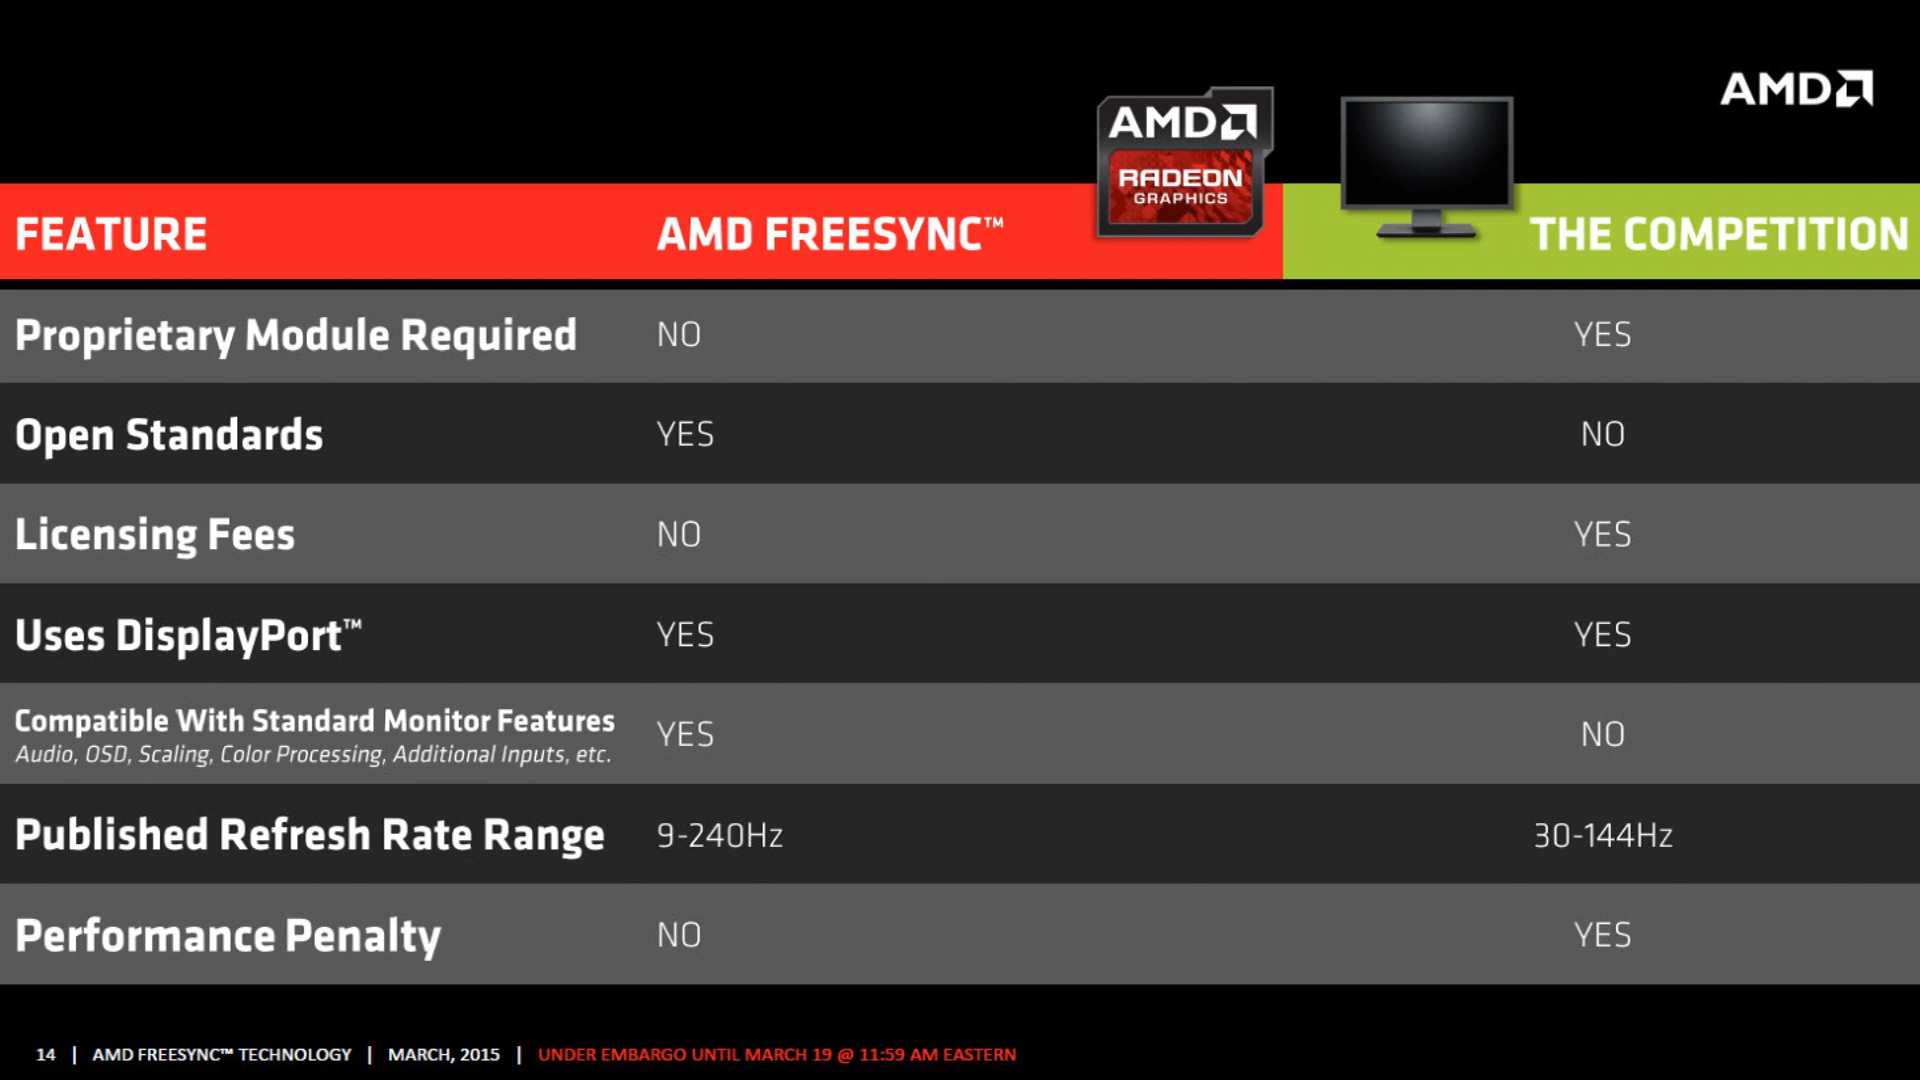 AMD
AMD
RADEON
GRAPHICS
FEATURE AMD FREESYNC™ THE COMPETITION
Proprietary Module Required NO YES
Open Standards YES NO
Licensing Fees NO YES
Uses DisplayPort™ YES YES
Compatible With Standard Monitor Features YES NO
Audio, OSD, Scaling, Color Processing, Additional Inputs, etc.
Published Refresh Rate Range 9-240Hz 30-144Hz
Performance Penalty NO YES
14 | AMD FREESYNC™ TECHNOLOGY | MARCH, 2015 | UNDER EMBARGO UNTIL MARCH 19 @ 11:59 AM EASTERN